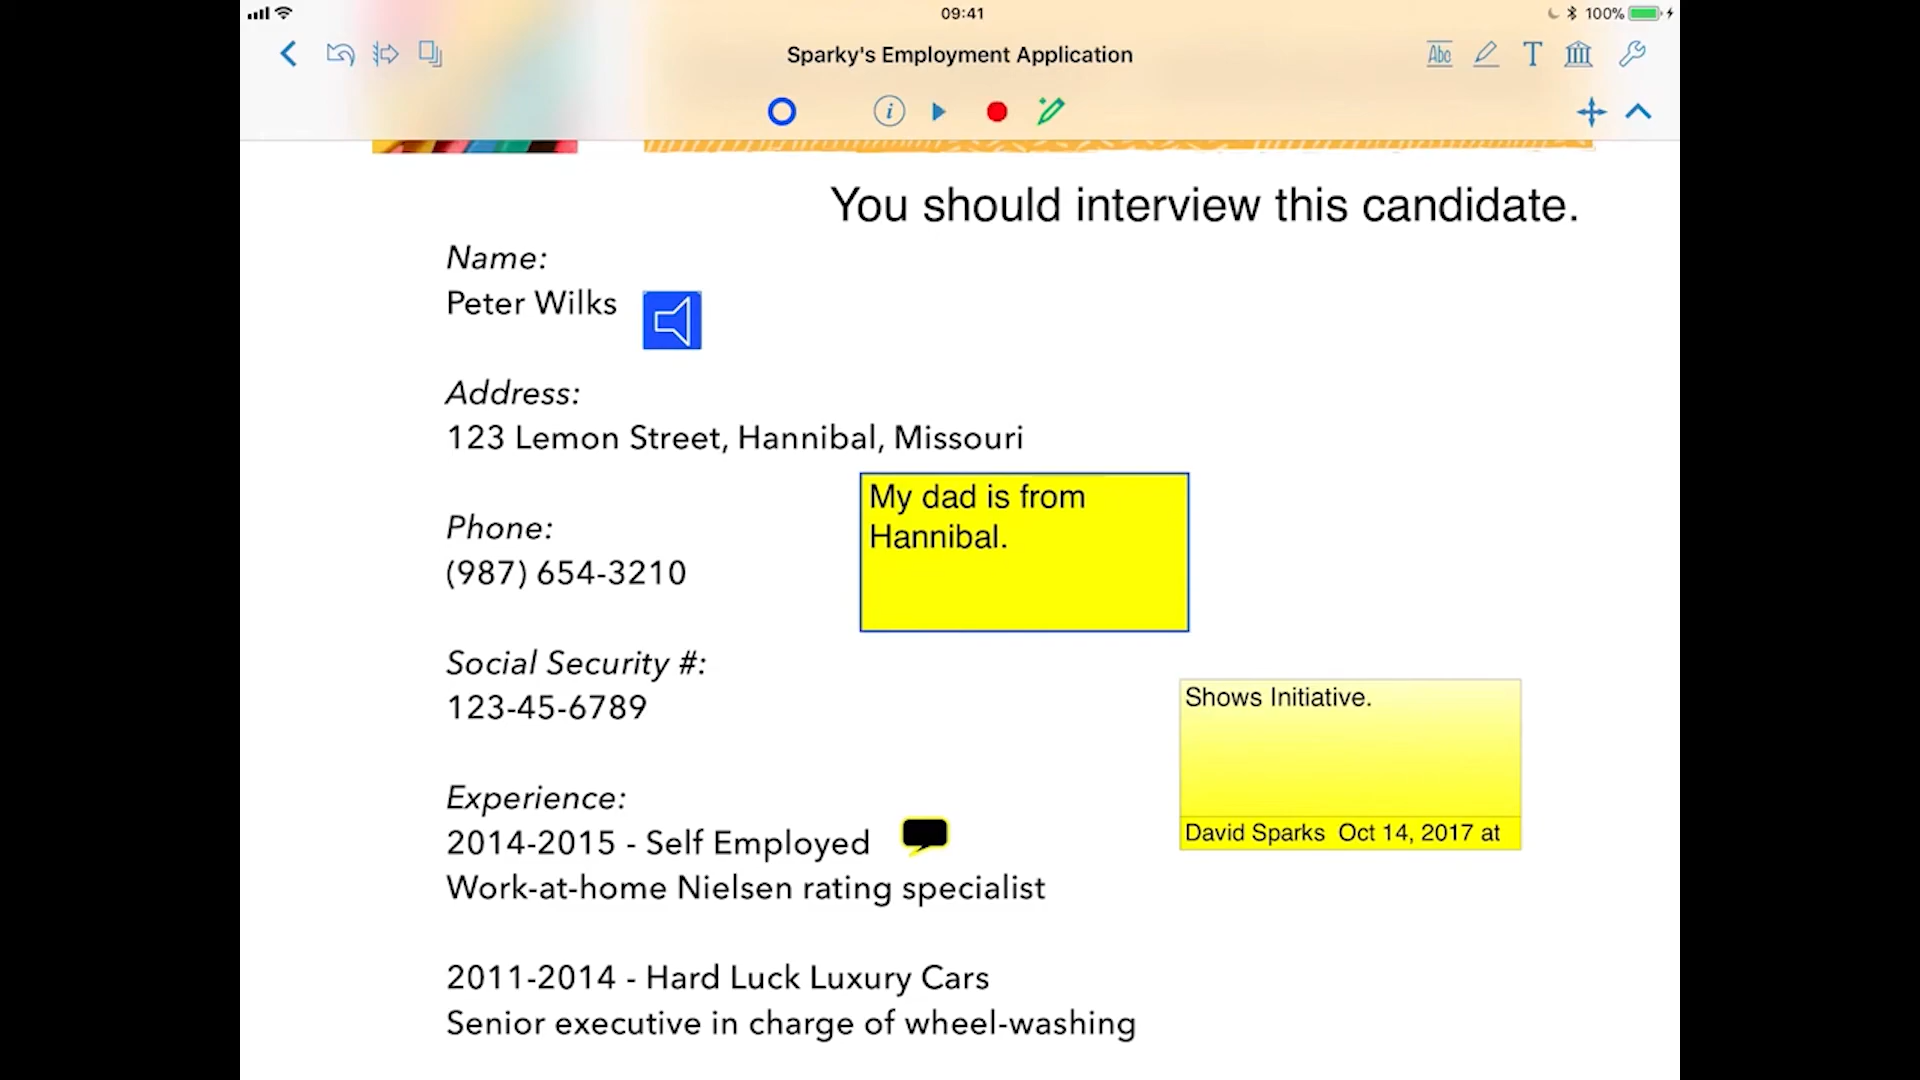 09:41
100%
Sparky's Employment Application
Abc
T
i
You should interview this candidate.
Name:
Peter Wilks
Address:
123 Lemon Street, Hannibal, Missouri
My dad is from
Hannibal.
Phone:
(987) 654-3210
Social Security #:
123-45-6789
Shows Initiative.
David Sparks Oct 14, 2017 at
Experience:
2014-2015 - Self Employed
Work-at-home Nielsen rating specialist
2011-2014 - Hard Luck Luxury Cars
Senior executive in charge of wheel-washing